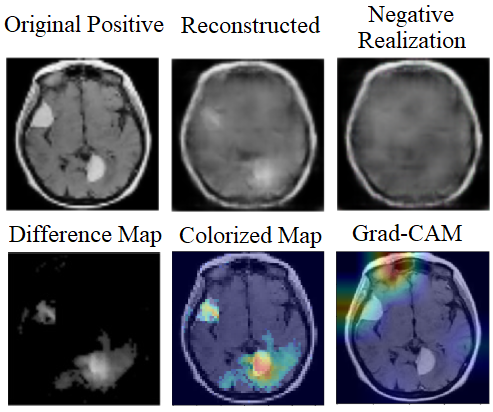 Original Positive
Reconstructed
Negative
Realization
Difference Map
Colorized Map
Grad-CAM